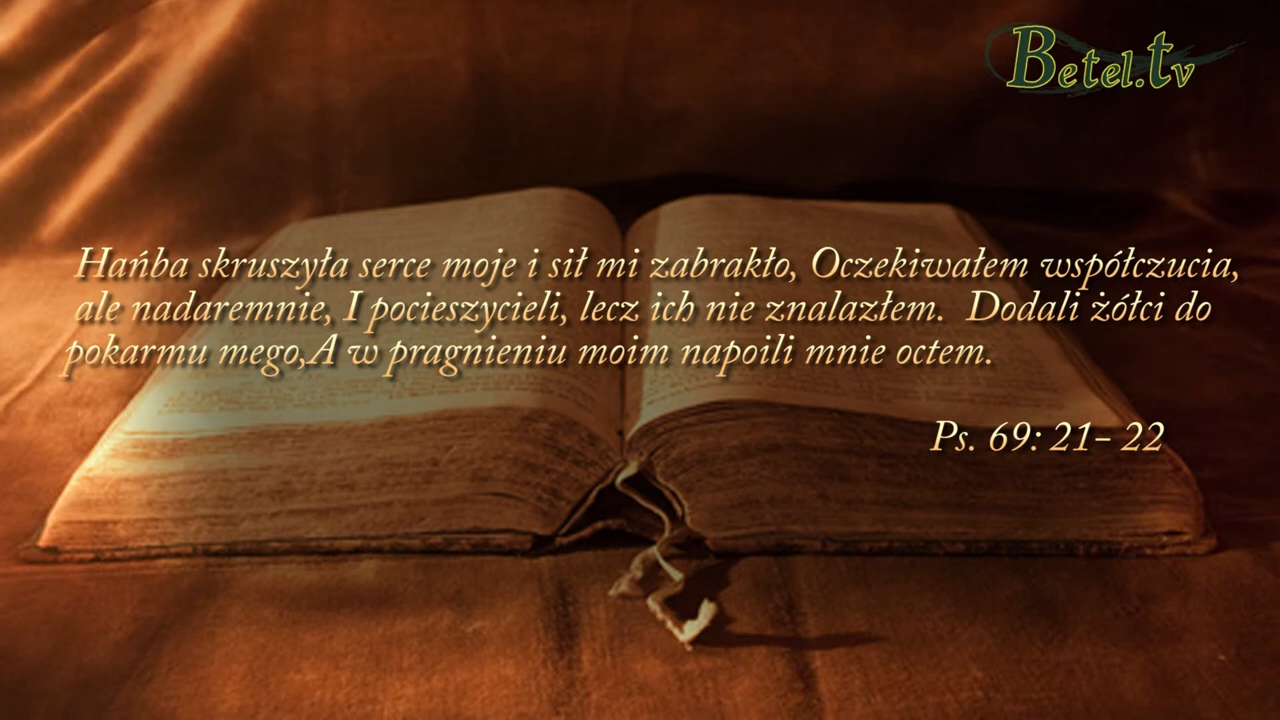 Betel.tv
Hańba skruszyła serce moje i sił mi zabrakło, Oczekiwałem współczucia,
ale nadaremnie, I pocieszycieli, lecz ich nie znalazłem. Dodali żółci do
pokarmu mego,A w pragnieniu moim napoili mnie octem.
Ps. 69: 21- 22